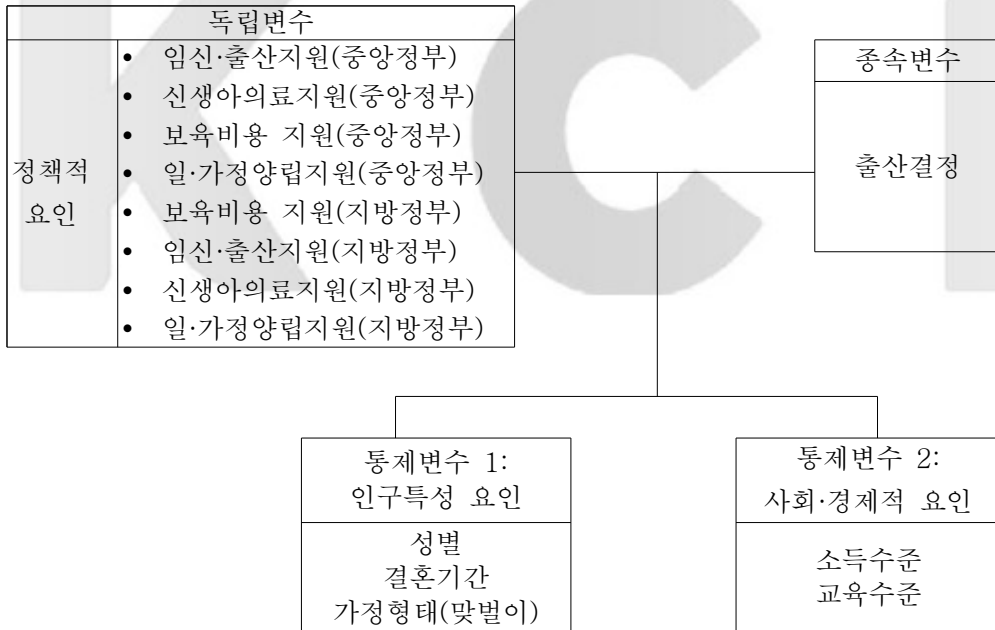 독립변수
정책적
요인
• 임신·출산지원(중앙정부)
• 신생아의료지원(중앙정부)
• 보육비용 지원(중앙정부)
• 일·가정양립지원(중앙정부)
• 보육비용 지원(지방정부)
• 임신·출산지원(지방정부)
• 신생아의료지원(지방정부)
• 일·가정양립지원(지방정부)
종속변수
출산결정
통제변수 1:
인구특성 요인
성별
결혼기간
가정형태(맞벌이)
통제변수 2:
사회·경제적 요인
소득수준
교육수준